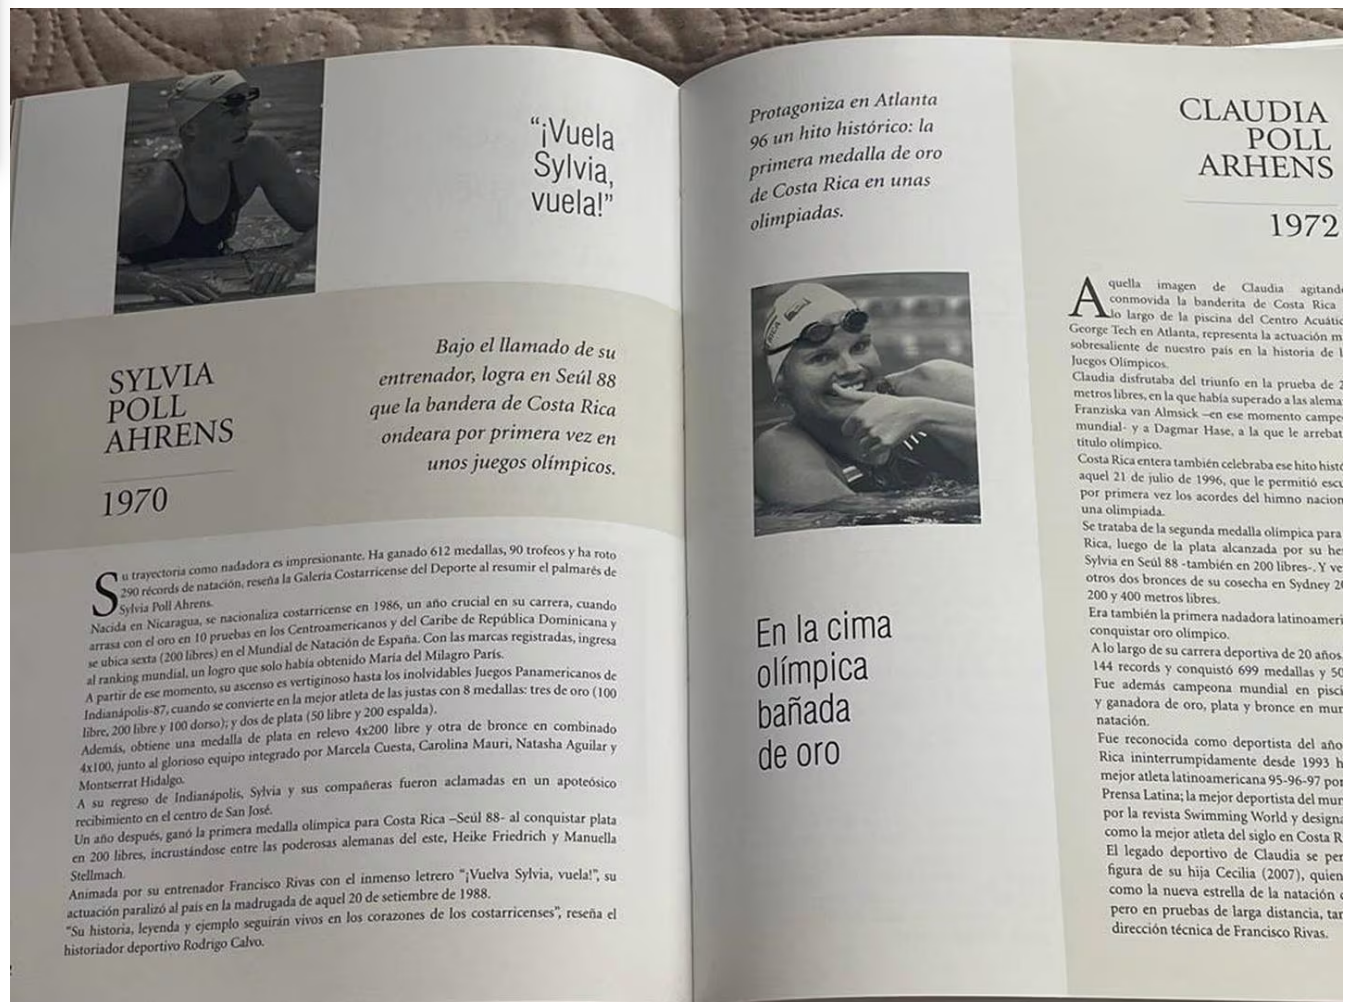 “¡Vuela
Sylvia,
vuela!”
SYLVIA
POLL
AHRENS
1970
Bajo el llamado de su
entrenador, logra en Seúl 88
que la bandera de Costa Rica
ondeara por primera vez en
unos juegos olímpicos.
Su trayectoria como nadadora es impresionante. Ha ganado 612 medallas, 90 trofeos y ha roto
290 récords de natación, reseña la Galería Costarricense del Deporte al resumir el palmarés de
Sylvia Poll Ahrens.
Nacida en Nicaragua, se nacionaliza costarricense en 1986, un año crucial en su carrera, cuando
arrasa con el oro en 10 pruebas en los Centroamericanos y del Caribe de República Dominicana y
se ubica sexta (200 libres) en el Mundial de Natación de España. Con las marcas registradas, ingresa
al ranking mundial, un logro que solo había obtenido María del Milagro París.
A partir de ese momento, su ascenso es vertiginoso hasta los inolvidables Juegos Panamericanos de
Indianápolis-87, cuando se convierte en la mejor atleta de las justas con 8 medallas: tres de oro (100
libre, 200 libre y 100 dorso); y dos de plata (50 libre y 200 espalda).
Además, obtiene una medalla de plata en relevo 4x200 libre y otra de bronce en combinado
4x100, junto al glorioso equipo integrado por Marcela Cuesta, Carolina Mauri, Natasha Aguilar y
Montserrat Hidalgo.
A su regreso de Indianápolis, Sylvia y sus compañeras fueron aclamadas en un apoteósico
recibimiento en el centro de San José.
Un año después, ganó la primera medalla olímpica para Costa Rica –Seúl 88- al conquistar plata
en 200 libres, incrustándose entre las poderosas alemanas del este, Heike Friedrich y Manuella
Stellmach.
Animada por su entrenador Francisco Rivas con el inmenso letrero “¡Vuelva Sylvia, vuela!”, su
actuación paralizó al país en la madrugada de aquel 20 de setiembre de 1988.
“Su historia, leyenda y ejemplo seguirán vivos en los corazones de los costarricenses”, reseña el
historiador deportivo Rodrigo Calvo.
Protagoniza en Atlanta
96 un hito histórico: la
primera medalla de oro
de Costa Rica en unas
olimpiadas.
RICA
En la cima
olímpica
bañada
de oro
CLAUDIA
POLL
ARHENS
1972
Aquella imagen de Claudia agitand
conmovida la banderita de Costa Rica
lo largo de la piscina del Centro Acuátic
George Tech en Atlanta, representa la actuación m
sobresaliente de nuestro país en la historia de l
Juegos Olímpicos.
Claudia disfrutaba del triunfo en la prueba de 2
metros libres, en la que había superado a las alema
Franziska van Almsick –en ese momento campe
mundial- y a Dagmar Hase, a la que le arrebat
título olímpico.
Costa Rica entera también celebraba ese hito histó
aquel 21 de julio de 1996, que le permitió escu
por primera vez los acordes del himno nacion
una olimpiada.
Se trataba de la segunda medalla olímpica para
Rica, luego de la plata alcanzada por su he
Sylvia en Seúl 88 -también en 200 libres-. Y ve
otros dos bronces de su cosecha en Sydney 20
200 y 400 metros libres.
Era también la primera nadadora latinoameri
conquistar oro olímpico.
A lo largo de su carrera deportiva de 20 años
144 records y conquistó 699 medallas y 50
Fue además campeona mundial en pisci
y ganadora de oro, plata y bronce en mun
natación.
Fue reconocida como deportista del año
Rica ininterrumpidamente desde 1993 h
mejor atleta latinoamericana 95-96-97 por
Prensa Latina; la mejor deportista del mun
por la revista Swimming World y designa
como la mejor atleta del siglo en Costa R
El legado deportivo de Claudia se per
figura de su hija Cecilia (2007), quien
como la nueva estrella de la natación
pero en pruebas de larga distancia, tam
dirección técnica de Francisco Rivas.